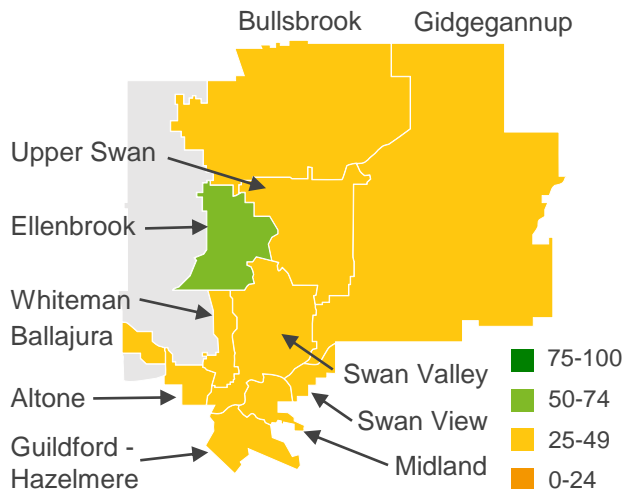 Bullsbrook
Gidgegannup
Upper Swan
Ellenbrook
Whiteman
Ballajura
Altone
Guildford -
Hazelmere
Swan Valley
Swan View
Midland
75-100
50-74
25-49
0-24